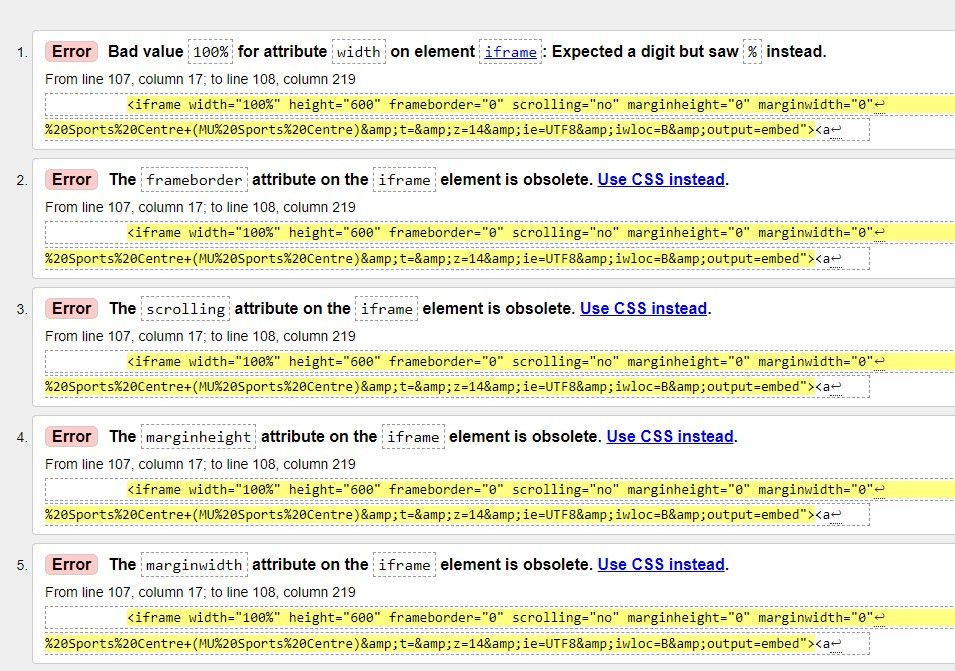 1. Error Bad value 100% for attribute width on element iframe: Expected a digit but saw % instead.
From line 107, column 17; to line 108, column 219
<iframe width="100%" height="600" frameborder="0" scrolling="no" marginheight="0" marginwidth="0"↩
%20Sports%20Centre+(MU%20Sports%20Centre)&amp;t=&amp;z=14&amp;ie=UTF8&amp;iwloc=B&amp;output=embed"><a↩
2. Error The frameborder attribute on the iframe element is obsolete. Use CSS instead.
From line 107, column 17; to line 108, column 219
<iframe width="100%" height="600" frameborder="0" scrolling="no" marginheight="0" marginwidth="0"↩
%20Sports%20Centre+(MU%20Sports%20Centre)&amp;t=&amp;z=14&amp;ie=UTF8&amp;iwloc=B&amp;output=embed"><a↩
3. Error The scrolling attribute on the iframe element is obsolete. Use CSS instead.
From line 107, column 17; to line 108, column 219
<iframe width="100%" height="600" frameborder="0" scrolling="no" marginheight="0" marginwidth="0"↩
%20Sports%20Centre+(MU%20Sports%20Centre)&amp;t=&amp;z=14&amp;ie=UTF8&amp;iwloc=B&amp;output=embed"><a↩
4. Error The marginheight attribute on the iframe element is obsolete. Use CSS instead.
From line 107, column 17; to line 108, column 219
<iframe width="100%" height="600" frameborder="0" scrolling="no" marginheight="0" marginwidth="0"↩
%20Sports%20Centre+(MU%20Sports%20Centre)&amp;t=&amp;z=14&amp;ie=UTF8&amp;iwloc=B&amp;output=embed"><a↩
5. Error The marginwidth attribute on the iframe element is obsolete. Use CSS instead.
From line 107, column 17; to line 108, column 219
<iframe width="100%" height="600" frameborder="0" scrolling="no" marginheight="0" marginwidth="0"↩
%20Sports%20Centre+(MU%20Sports%20Centre)&amp;t=&amp;z=14&amp;ie=UTF8&amp;iwloc=B&amp;output=embed"><a↩